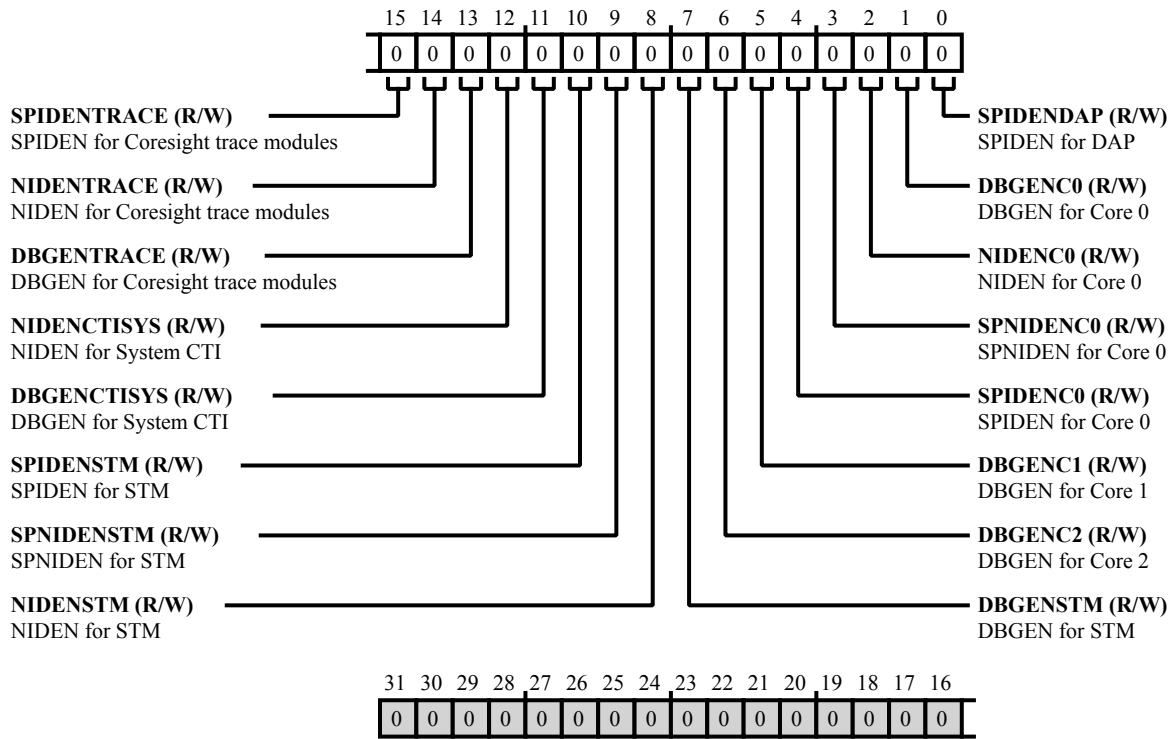 15 14 13 12 11 10 9 8 7 6 5 4 3 2 1 0
0 0 0 0 0 0 0 0 0 0 0 0 0 0 0 0
SPIDENTRACE (R/W)
SPIDEN for Coresight trace modules
NIDENTRACE (R/W)
NIDEN for Coresight trace modules
DBGENTRACE (R/W)
DBGEN for Coresight trace modules
NIDENCTISYS (R/W)
NIDEN for System CTI
DBGENCTISYS (R/W)
DBGEN for System CTI
SPIDENSTM (R/W)
SPIDEN for STM
SPNIDENSTM (R/W)
SPNIDEN for STM
NIDENSTM (R/W)
NIDEN for STM
SPIDENDAP (R/W)
SPIDEN for DAP
DBGENC0 (R/W)
DBGEN for Core 0
NIDENC0 (R/W)
NIDEN for Core 0
SPNIDENC0 (R/W)
SPNIDEN for Core 0
SPIDENC0 (R/W)
SPIDEN for Core 0
DBGENC1 (R/W)
DBGEN for Core 1
DBGENC2 (R/W)
DBGEN for Core 2
DBGENSTM (R/W)
DBGEN for STM
31 30 29 28 27 26 25 24 23 22 21 20 19 18 17 16
0 0 0 0 0 0 0 0 0 0 0 0 0 0 0 0